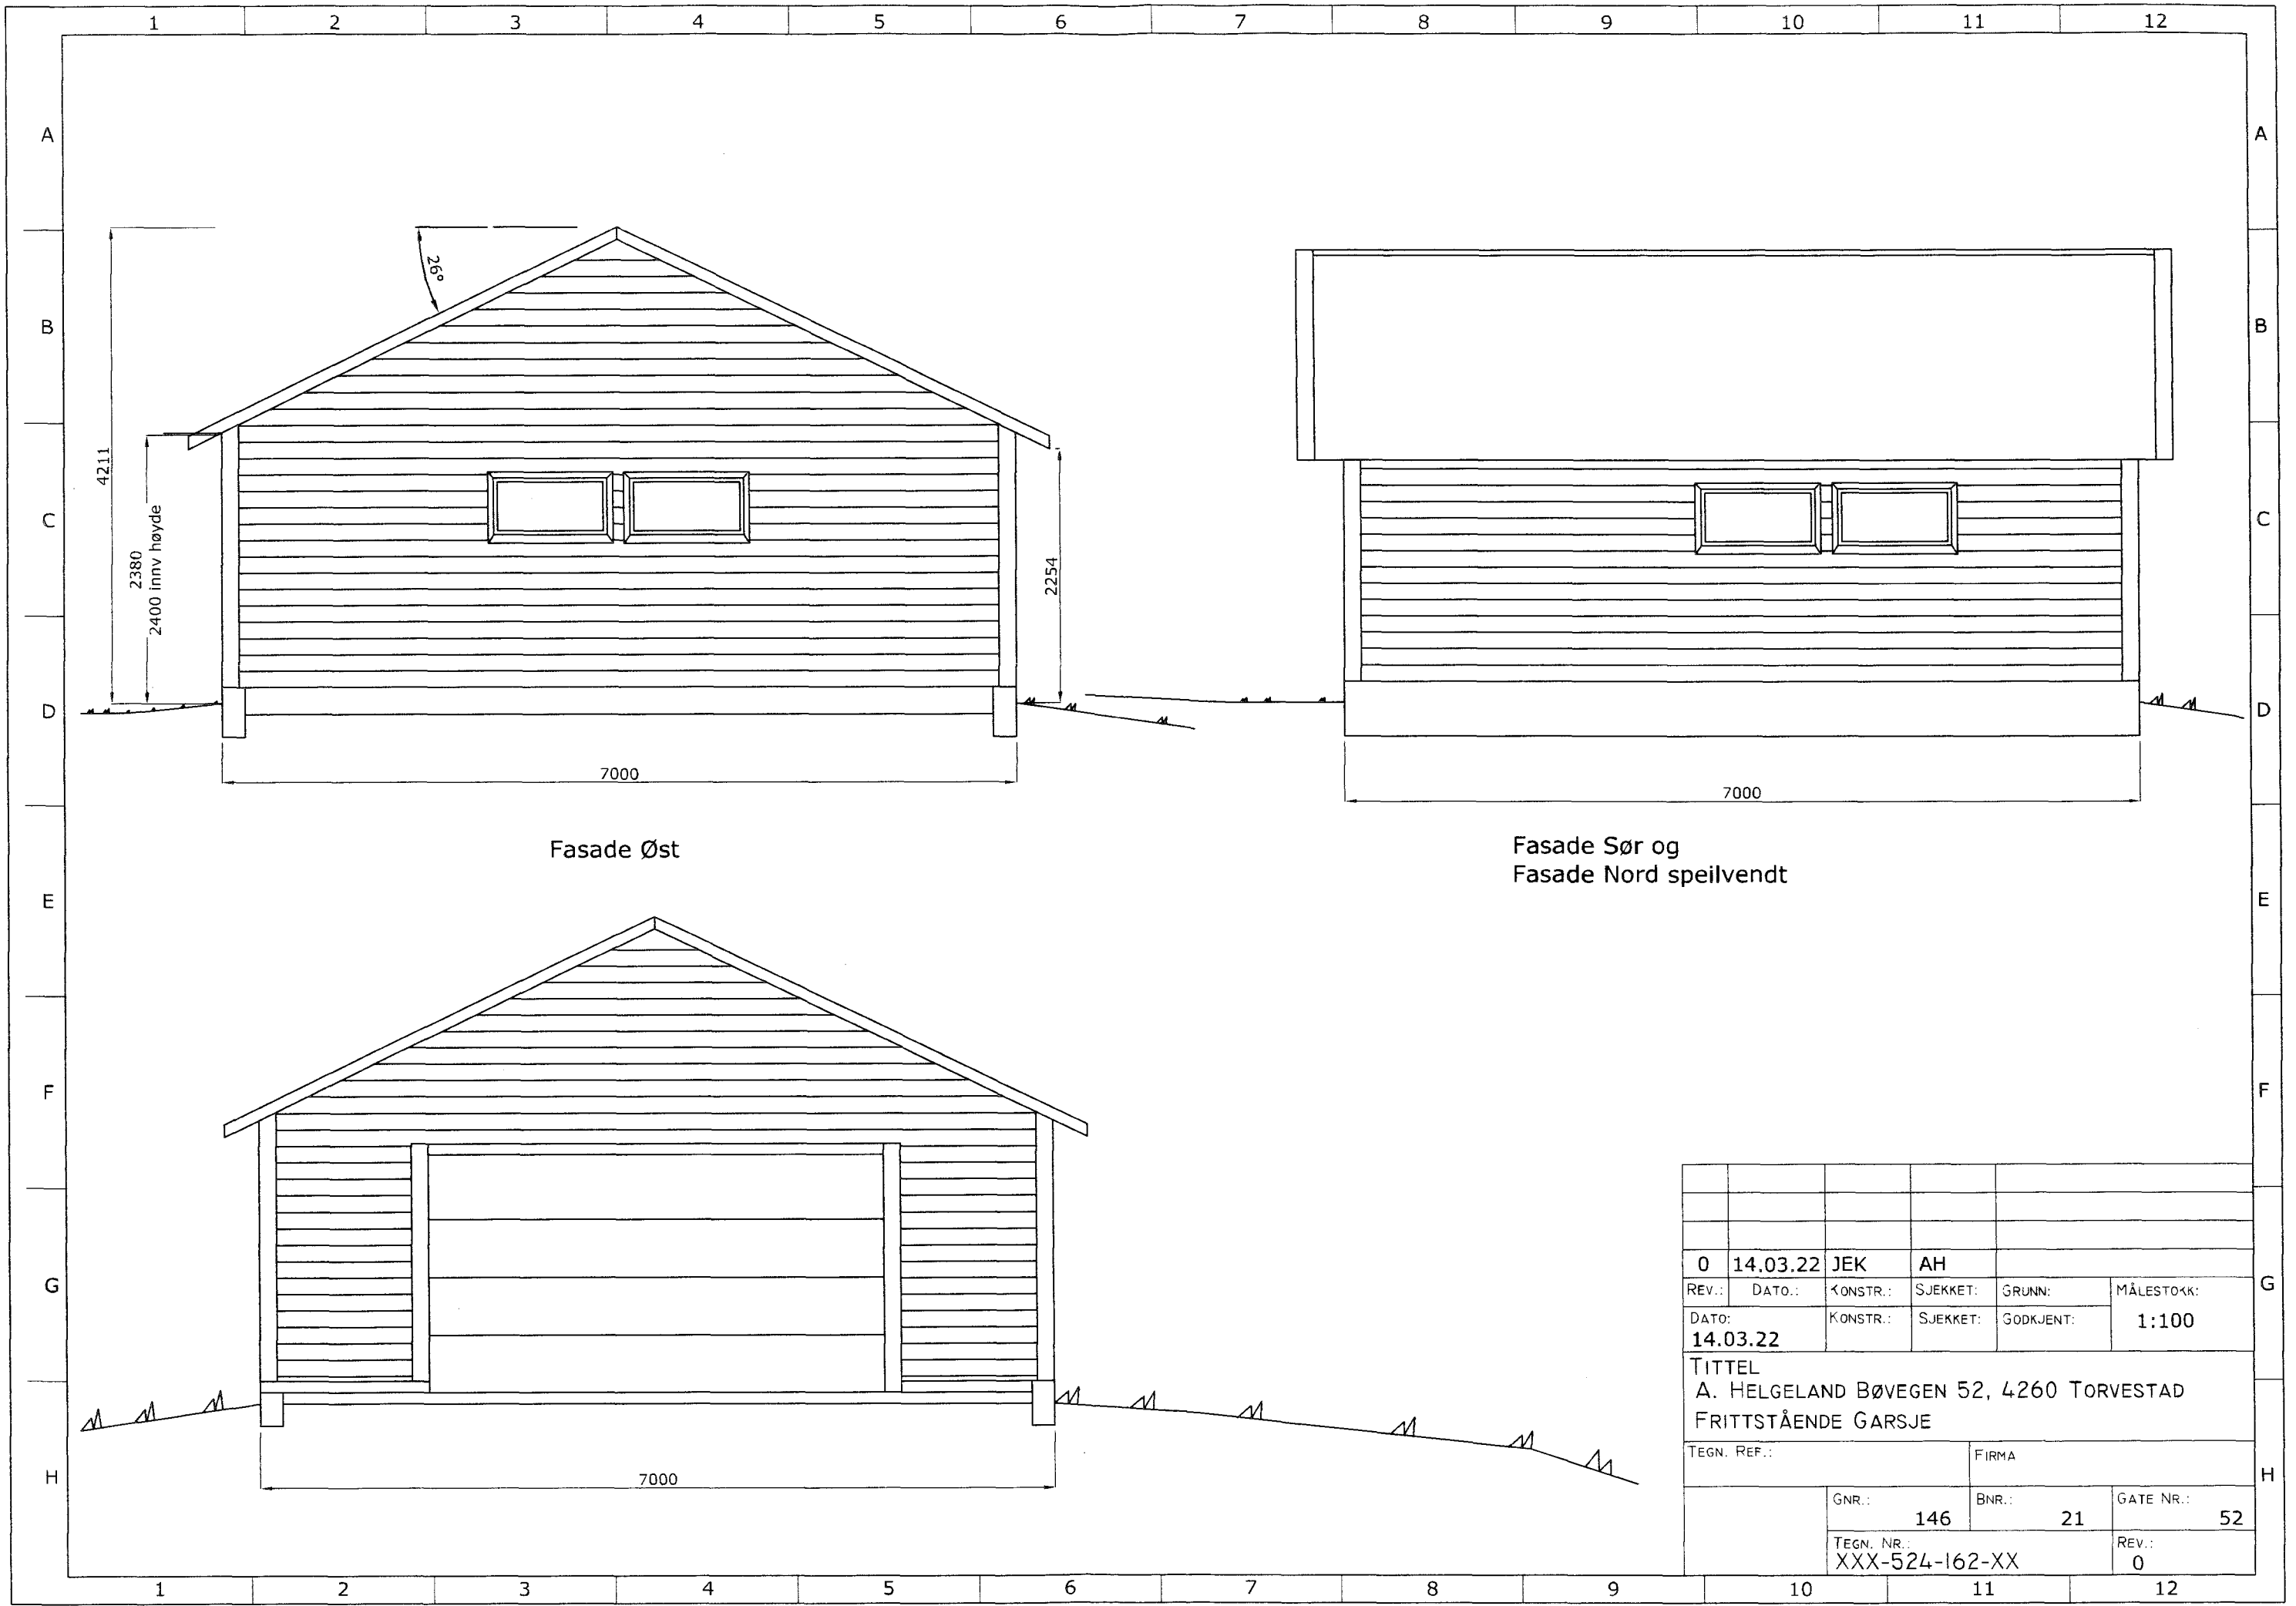 1 2 3 4 5 6 7 8 9 10 11 12
A A
B B
C C
D D
E E
F F
G G
H H
26°
4211
2380
2400 innv høyde
2254
7000
7000
Fasade Øst
Fasade Sør og
Fasade Nord speilvendt
7000
0 14.03.22 JEK AH
REV.: DATO.: KONSTR.: SJEKKET: GRUNN: MÅLESTOKK:
1:100
DATO: KONSTR.: SJEKKET: GODKJENT:
14.03.22
TITTEL
A. HELGELAND BØVEGEN 52, 4260 TORVESTAD
FRITTSTÅENDE GARSJE
TEGN. REF.: FIRMA
GNR.: BNR.: GATE NR.:
146 21 52
TEGN. NR.: REV.:
XXX-524-162-XX 0
1 2 3 4 5 6 7 8 9 10 11 12